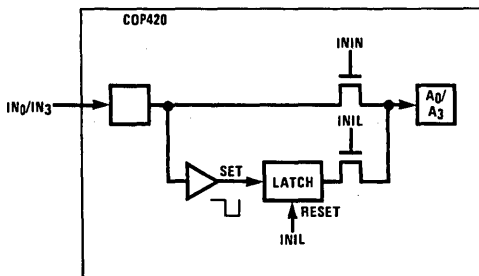 COP420
ININ
IN0/IN3
A0/
A3
INIL
SET
LATCH
RESET
INIL